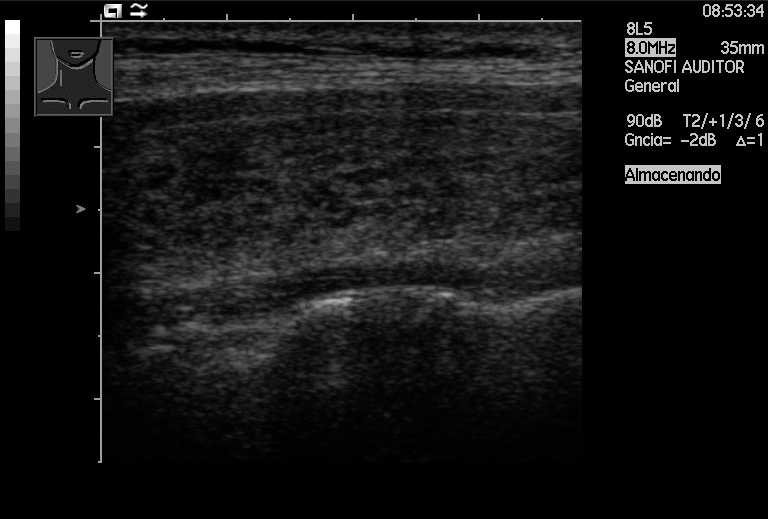 08:53:34
8L5
8.0MHz 35mm
SANOFI AUDITOR
General
90dB T2/+1/3/ 6
Gncia= -2dB Δ=1
Almacenando